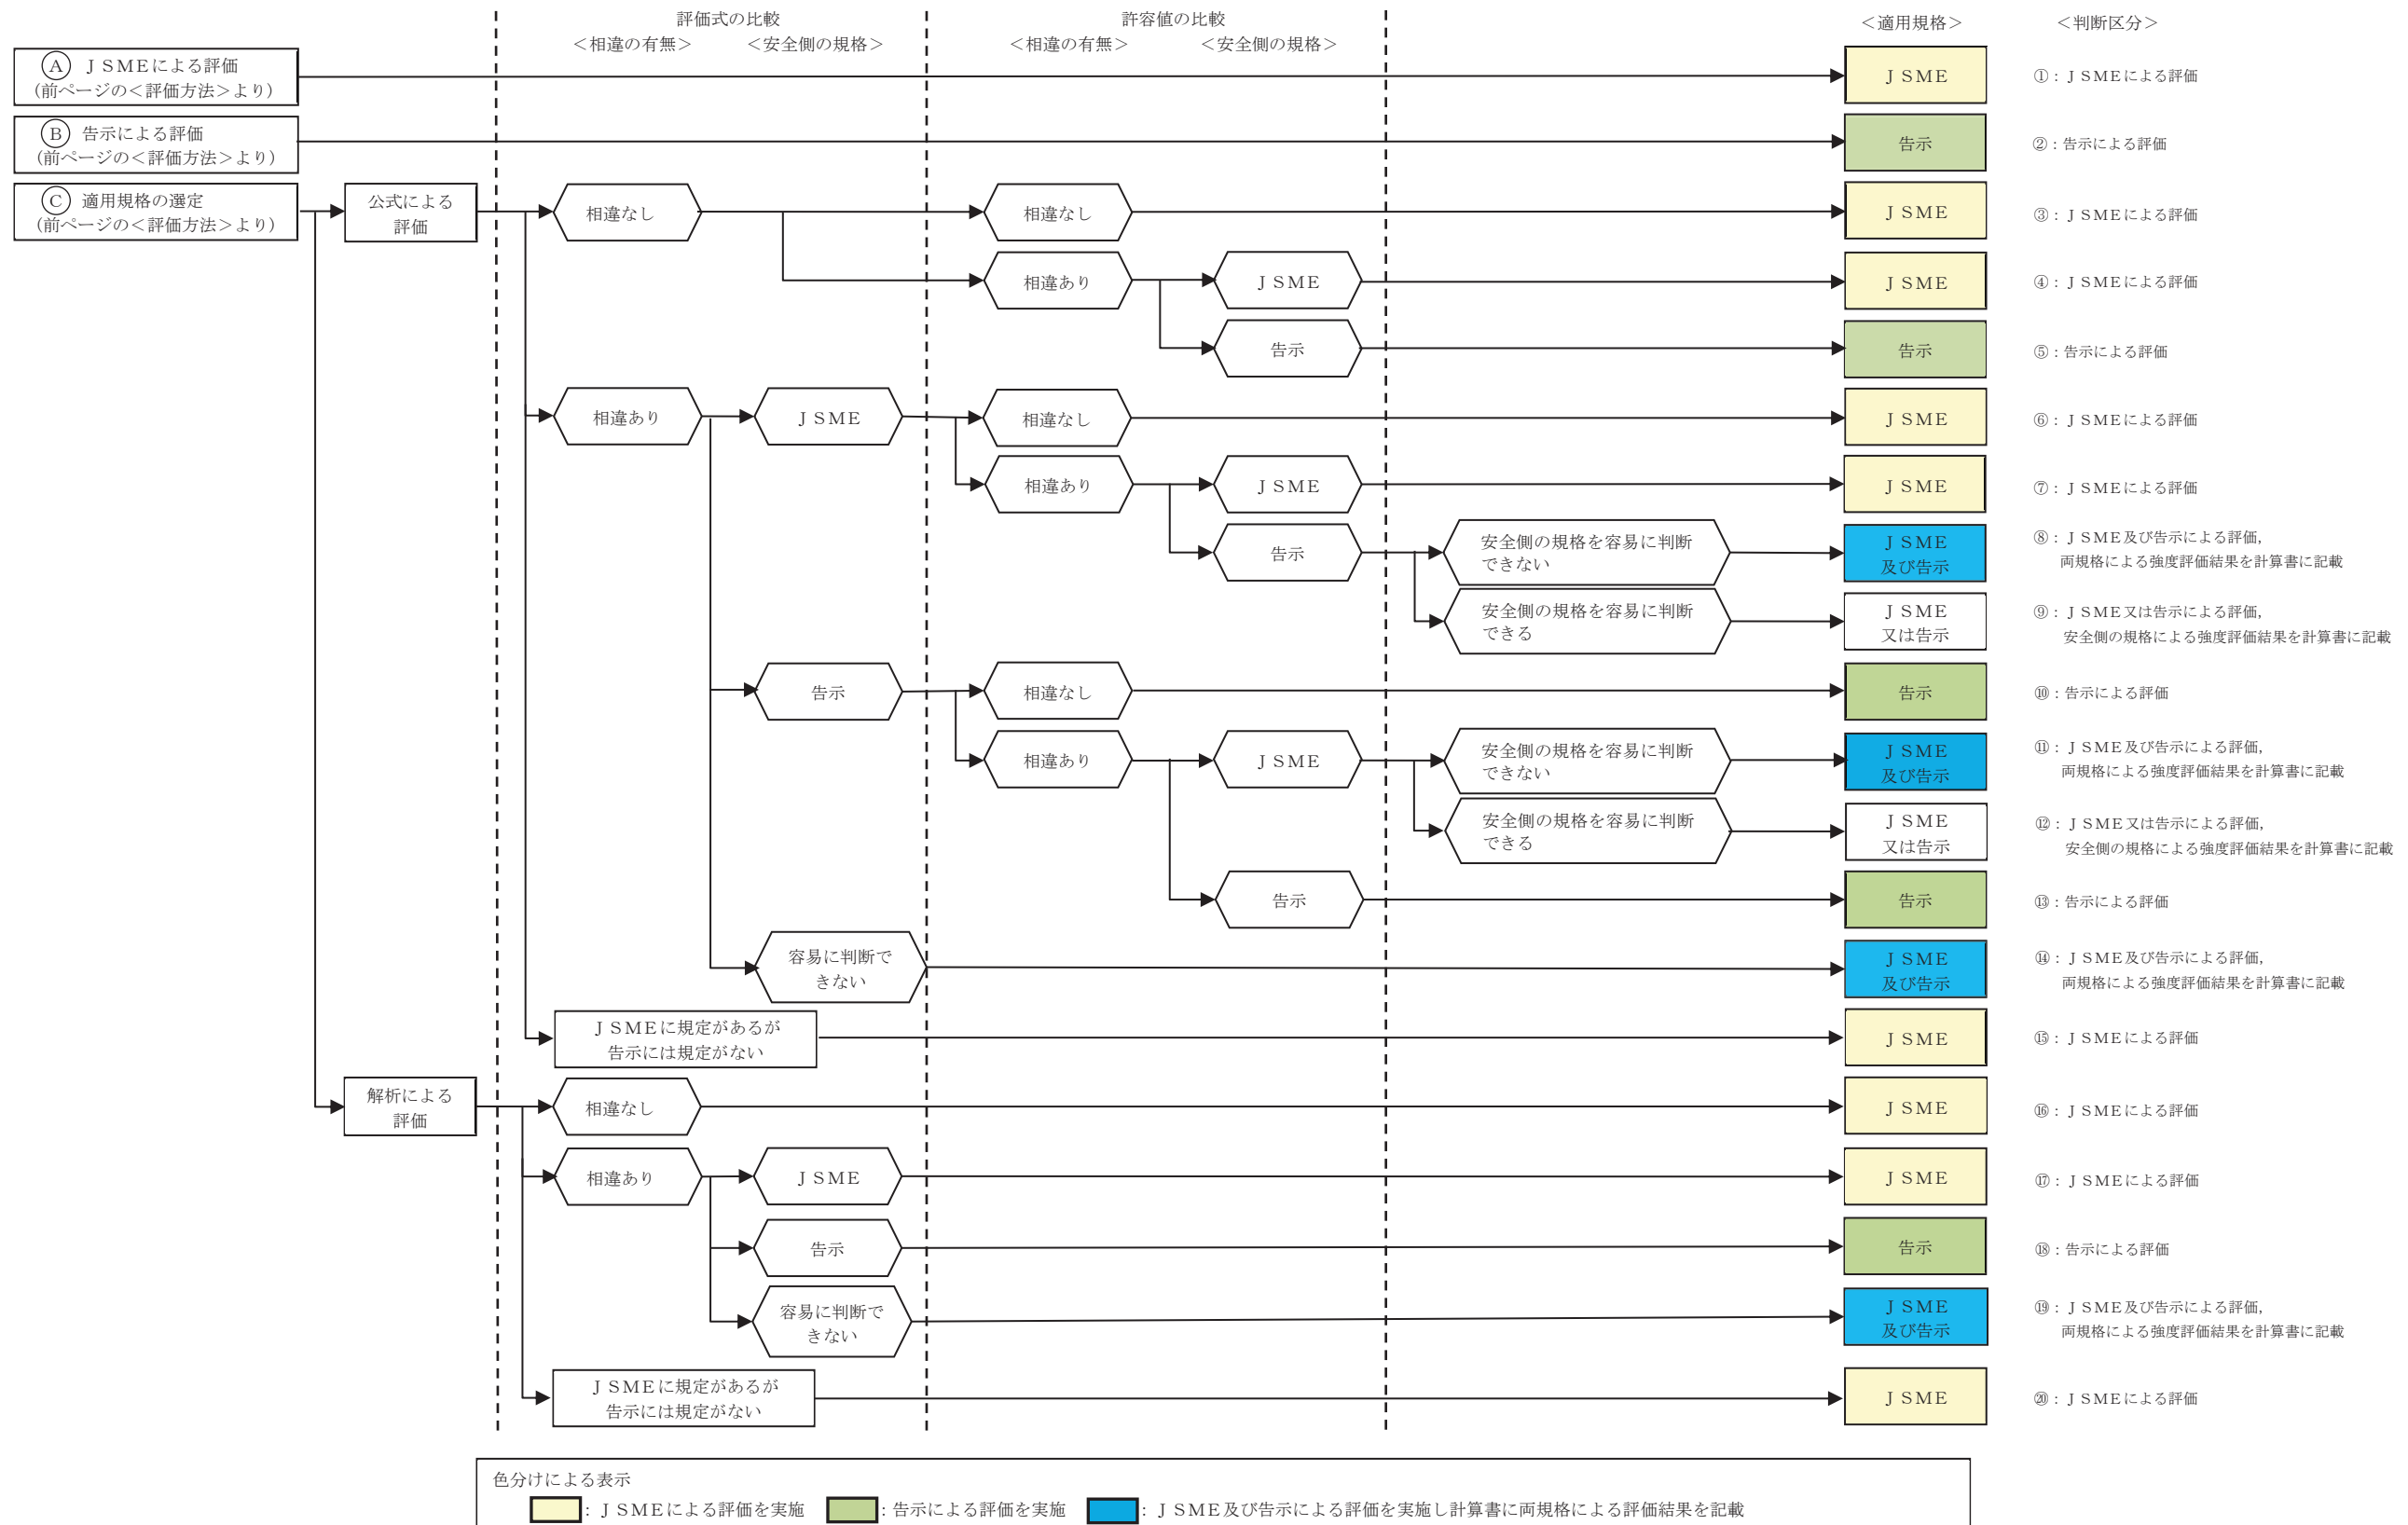 評価式の比較
許容値の比較
＜適用規格＞
＜判断区分＞
＜相違の有無＞
＜安全側の規格＞
＜相違の有無＞
＜安全側の規格＞
Ⓐ ＪＳＭＥによる評価
（前ページの＜評価方法＞より）
ＪＳＭＥ
①：ＪＳＭＥによる評価
Ⓑ 告示による評価
（前ページの＜評価方法＞より）
告示
②：告示による評価
Ⓒ 適用規格の選定
（前ページの＜評価方法＞より）
公式による
評価
相違なし
相違なし
ＪＳＭＥ
③：ＪＳＭＥによる評価
相違あり
ＪＳＭＥ
ＪＳＭＥ
④：ＪＳＭＥによる評価
告示
告示
⑤：告示による評価
相違あり
ＪＳＭＥ
相違なし
ＪＳＭＥ
⑥：ＪＳＭＥによる評価
相違あり
ＪＳＭＥ
ＪＳＭＥ
⑦：ＪＳＭＥによる評価
告示
安全側の規格を容易に判断
できない
ＪＳＭＥ
及び告示
⑧：ＪＳＭＥ及び告示による評価，
両規格による強度評価結果を計算書に記載
安全側の規格を容易に判断
できる
ＪＳＭＥ
又は告示
⑨：ＪＳＭＥ又は告示による評価，
安全側の規格による強度評価結果を計算書に記載
告示
相違なし
告示
⑩：告示による評価
相違あり
ＪＳＭＥ
安全側の規格を容易に判断
できない
ＪＳＭＥ
及び告示
⑪：ＪＳＭＥ及び告示による評価，
両規格による強度評価結果を計算書に記載
安全側の規格を容易に判断
できる
ＪＳＭＥ
又は告示
⑫：ＪＳＭＥ又は告示による評価，
安全側の規格による強度評価結果を計算書に記載
告示
告示
⑬：告示による評価
容易に判断で
きない
ＪＳＭＥ
及び告示
⑭：ＪＳＭＥ及び告示による評価，
両規格による強度評価結果を計算書に記載
ＪＳＭＥに規定があるが
告示には規定がない
ＪＳＭＥ
⑮：ＪＳＭＥによる評価
解析による
評価
相違なし
ＪＳＭＥ
⑯：ＪＳＭＥによる評価
相違あり
ＪＳＭＥ
ＪＳＭＥ
⑰：ＪＳＭＥによる評価
告示
告示
⑱：告示による評価
容易に判断で
きない
ＪＳＭＥ
及び告示
⑲：ＪＳＭＥ及び告示による評価，
両規格による強度評価結果を計算書に記載
ＪＳＭＥに規定があるが
告示には規定がない
ＪＳＭＥ
⑳：ＪＳＭＥによる評価
色分けによる表示
：ＪＳＭＥによる評価を実施 ：告示による評価を実施 ：ＪＳＭＥ及び告示による評価を実施し計算書に両規格による評価結果を記載